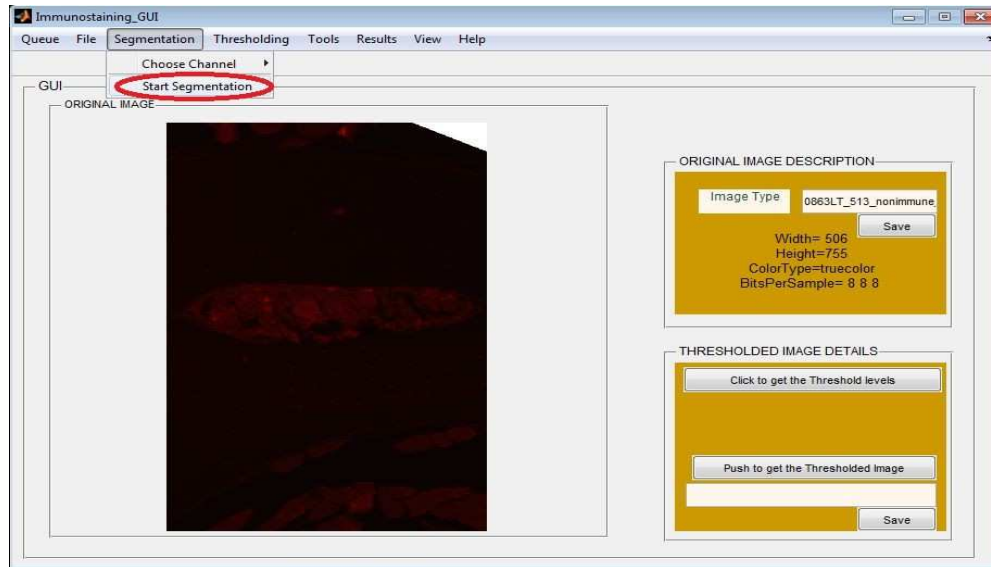 Immunostaining_GUI
Queue File Segmentation Thresholding Tools Results View Help
Choose Channel
Start Segmentation
GUI
ORIGINAL IMAGE
ORIGINAL IMAGE DESCRIPTION
Image Type 0863LT_513_nonimmune_
Save
Width= 506
Height=755
ColorType=truecolor
BitsPerSample= 8 8 8
THRESHOLDED IMAGE DETAILS
Click to get the Threshold levels
Push to get the Thresholded Image
Save